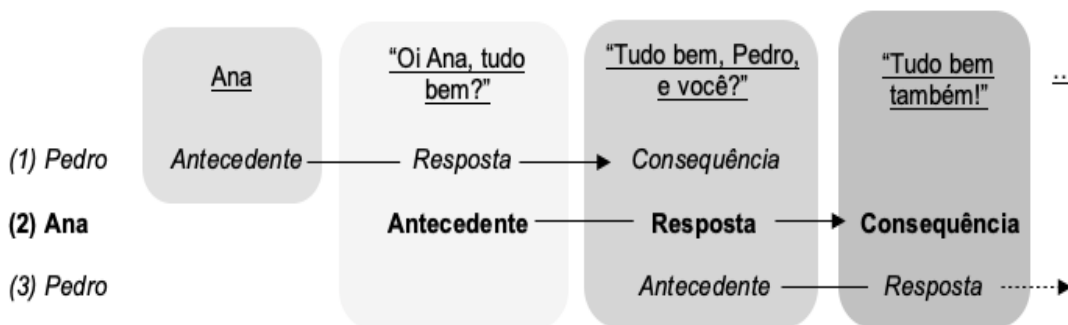 Ana
“Oi Ana, tudo
bem?”
“Tudo bem, Pedro,
e você?”
“Tudo bem
também!”
...
(1) Pedro Antecedente Resposta Consequência
(2) Ana Antecedente Resposta Consequência
(3) Pedro Antecedente Resposta